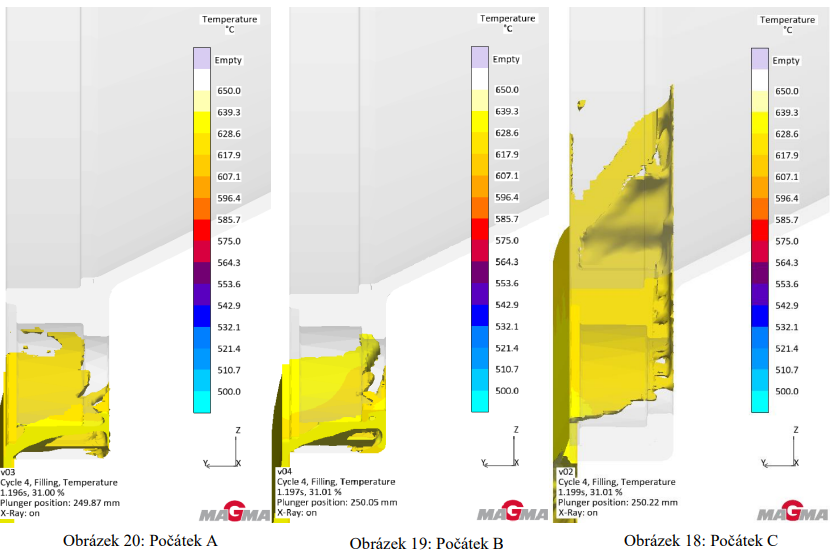 Temperature
°C
Empty
650.0
639.3
628.6
617.9
607.1
596.4
585.7
575.0
564.3
553.6
542.9
532.1
521.4
510.7
500.0
Z
Y
X
v03
Cycle 4, Filling, Temperature
1.196s, 31.00 %
Plunger position: 249.87 mm
X-Ray: on
MAGMA
Obrázek 20: Počátek A
Temperature
°C
Empty
650.0
639.3
628.6
617.9
607.1
596.4
585.7
575.0
564.3
553.6
542.9
532.1
521.4
510.7
500.0
Z
Y
X
v04
Cycle 4, Filling, Temperature
1.197s, 31.01 %
Plunger position: 250.05 mm
X-Ray: on
MAGMA
Obrázek 19: Počátek B
Temperature
°C
Empty
650.0
639.3
628.6
617.9
607.1
596.4
585.7
575.0
564.3
553.6
542.9
532.1
521.4
510.7
500.0
Z
Y
X
v02
Cycle 4, Filling, Temperature
1.199s, 31.01 %
Plunger position: 250.22 mm
X-Ray: on
MAGMA
Obrázek 18: Počátek C